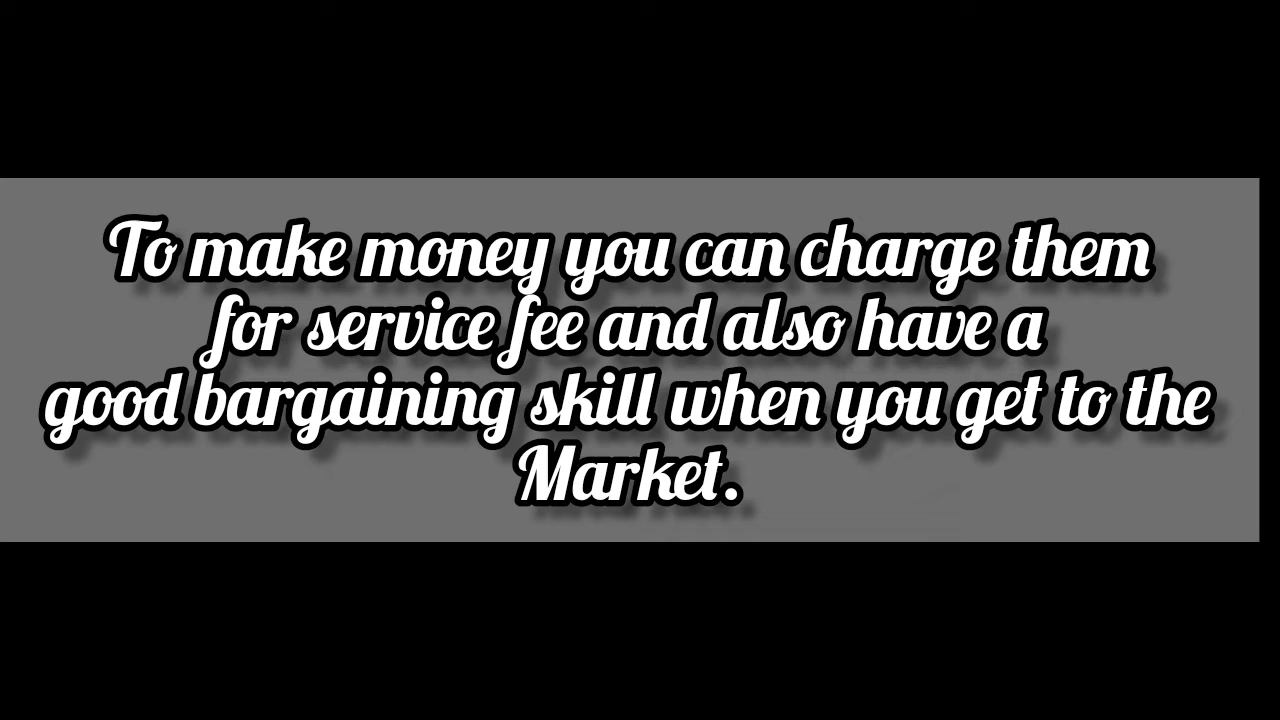 To make money you can charge them
for service fee and also have a
good bargaining skill when you get to the
Market.